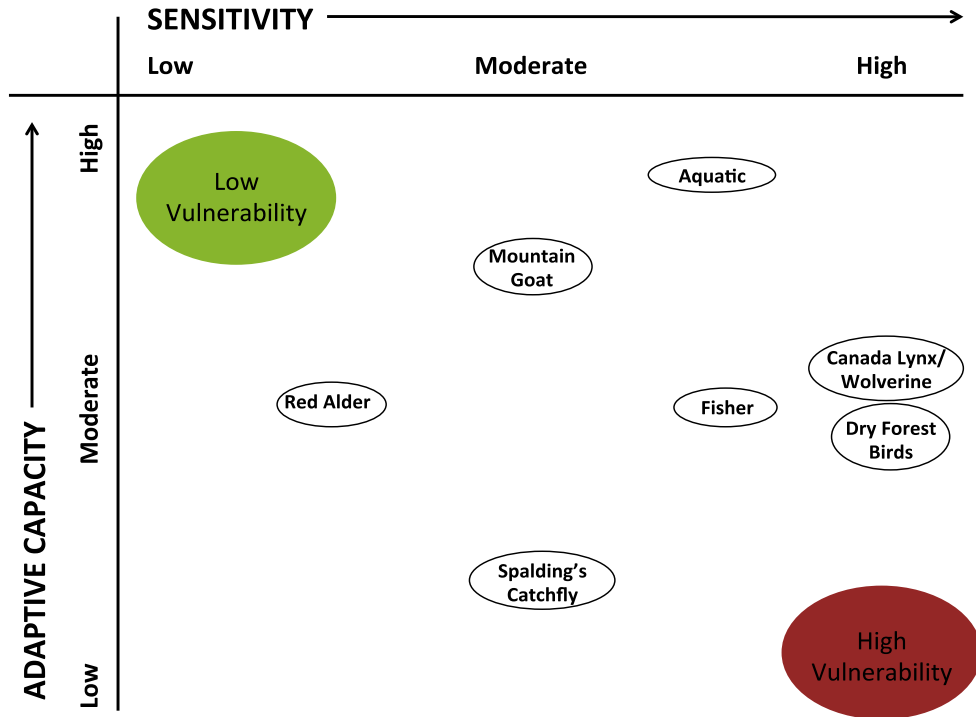 SENSITIVITY
Low
Moderate
High
ADAPTIVE CAPACITY
High
Moderate
Low
Low
Vulnerability
Aquatic
Mountain
Goat
Canada Lynx/
Wolverine
Red Alder
Fisher
Dry Forest
Birds
Spalding’s
Catchfly
High
Vulnerability